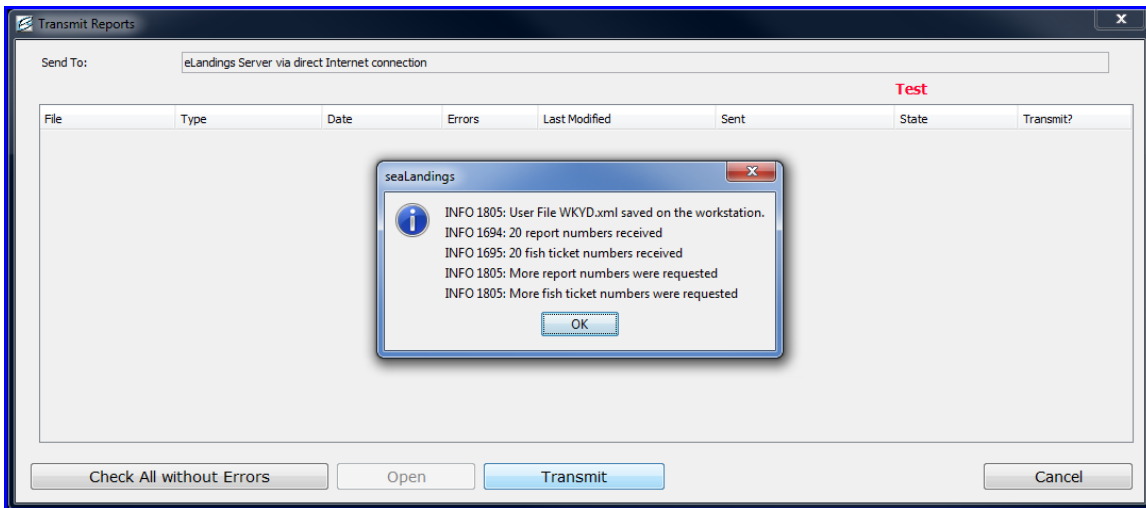 Transmit Reports
x
Send To: eLandings Server via direct Internet connection
Test
File Type Date Errors Last Modified Sent State Transmit?
seaLandings
x
INFO 1805: User File WKYD.xml saved on the workstation.
INFO 1694: 20 report numbers received
INFO 1695: 20 fish ticket numbers received
INFO 1805: More report numbers were requested
INFO 1805: More fish ticket numbers were requested
OK
Check All without Errors Open Transmit Cancel